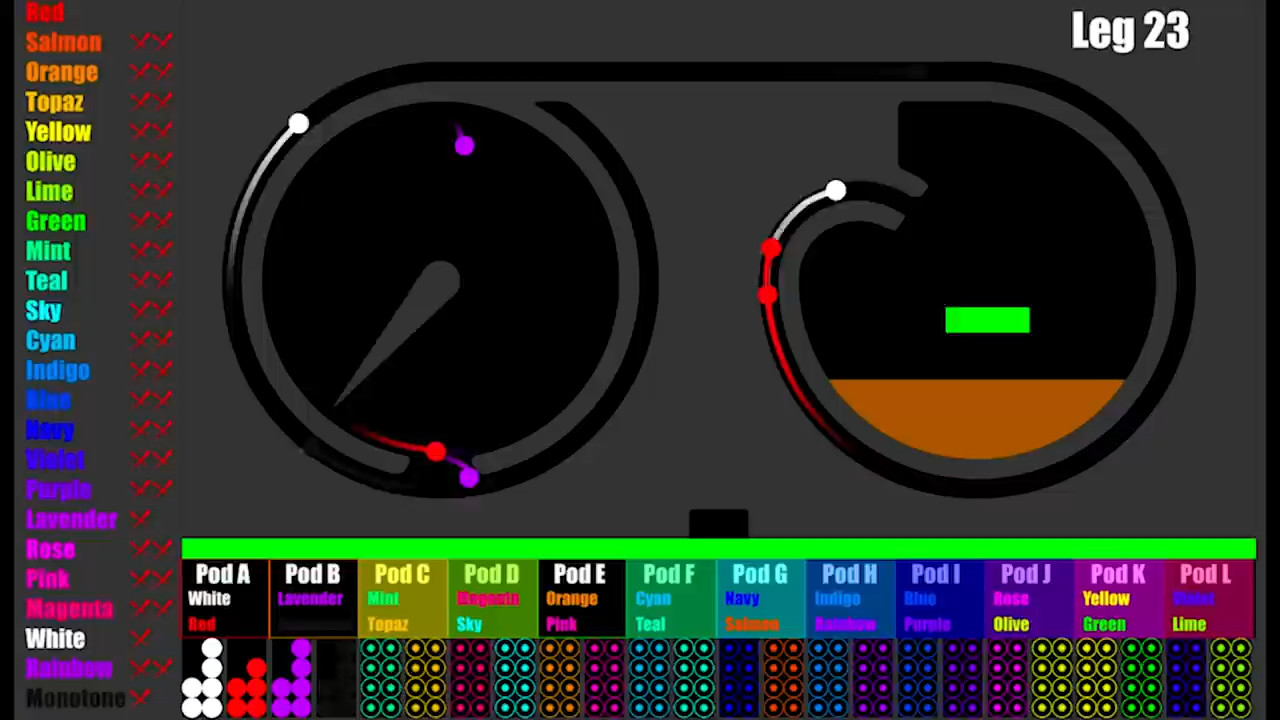 Red
Salmon
Orange
Topaz
Yellow
Olive
Lime
Green
Mint
Teal
Sky
Cyan
Indigo
Blue
Navy
Violet
Purple
Lavender
Rose
Pink
Magenta
White
Rainbow
Monotone
Leg 23
Pod A Pod B Pod C Pod D Pod E Pod F Pod G Pod H Pod I Pod J Pod K Pod L
White Lavender Mint Magenta Orange Cyan Navy Indigo Blue Rose Yellow Violet
Red Topaz Sky Pink Teal Salmon Rainbow Purple Olive Green Lime